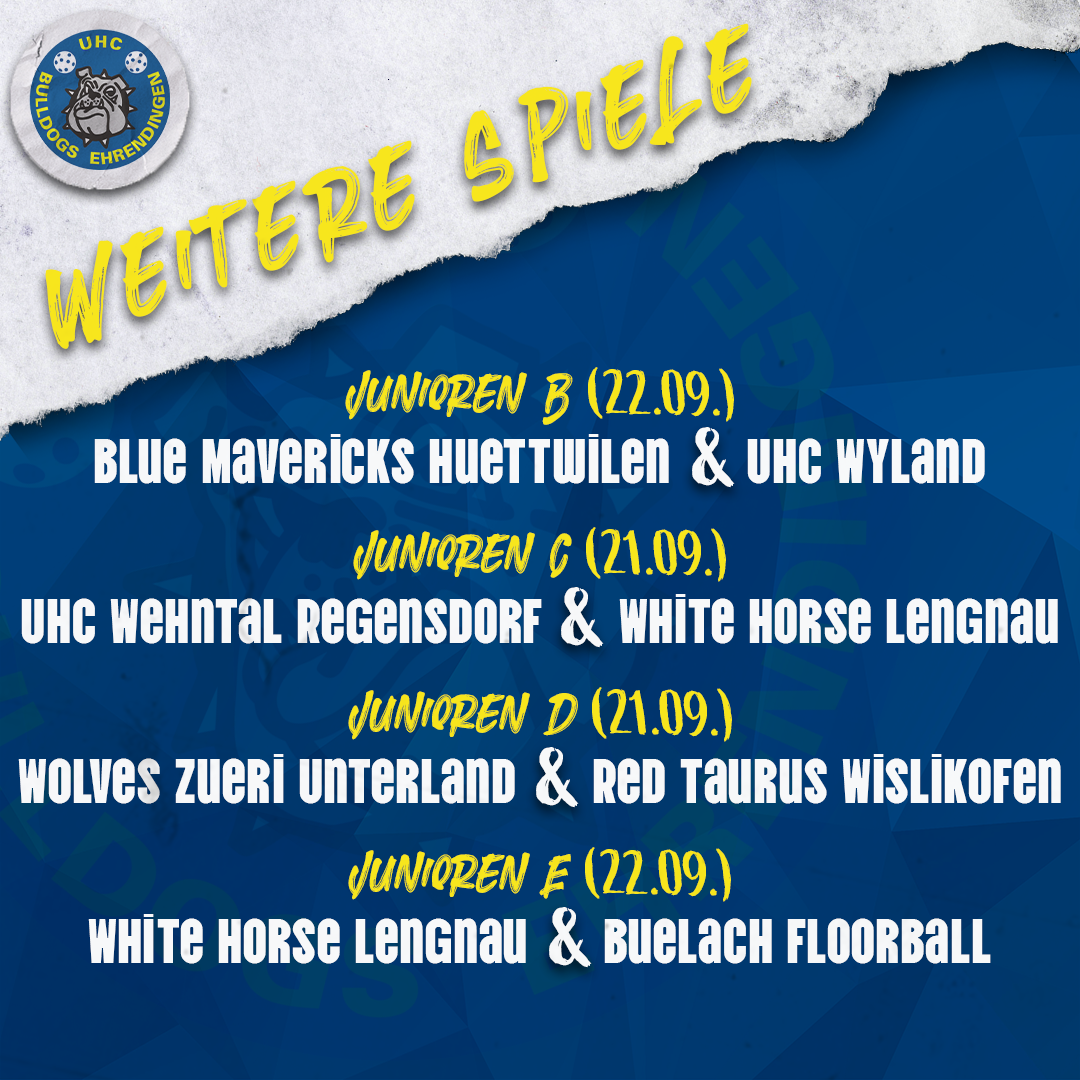 UHC
BULLDOGS EHRENDINGEN
WEITERE SPIELE
JUNIOREN B (22.09.)
BLUE MAVERICKS HUETTWILEN & UHC WYLAND
JUNIOREN C (21.09.)
UHC WEHNTAL REGENSDORF & WHITE HORSE LENGNAU
JUNIOREN D (21.09.)
WOLVES ZUERI UNTERLAND & RED TAURUS WISLIKOFEN
JUNIOREN E (22.09.)
WHITE HORSE LENGNAU & BUELACH FLOORBALL